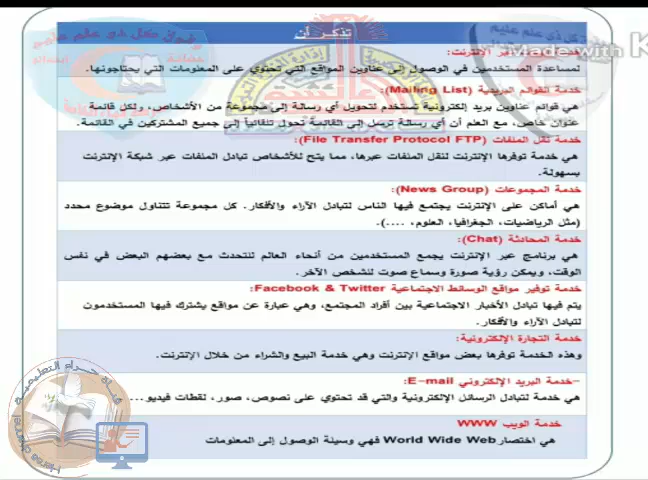 تذكر أن
عبر الانترنت:
لمساعدة المستخدمين في الوصول إلى عناوين المواقع التي تحتوي على المعلومات التي يحتاجونها.
خدمة القوائم البريدية (Mailing List):
هي قوائم عناوين بريد إلكترونية تستخدم لتحويل أي رسالة إلى مجموعة من الأشخاص، ولكل قائمة
عنوان خاص، مع العلم أن أي رسالة ترسل إلى القائمة تحول تلقائياً إلى جميع المشتركين في القائمة.
خدمة نقل الملفات (File Transfer Protocol FTP):
هي خدمة توفرها الإنترنت لنقل الملفات عبرها، مما يتح للأشخاص تبادل الملفات عبر شبكة الإنترنت
بسهولة.
خدمة المجموعات (News Group):
هي أماكن على الإنترنت يجتمع فيها الناس لتبادل الآراء والأفكار. كل مجموعة تتناول موضوع محدد
(مثل الرياضيات، الجغرافيا، العلوم، ....).
خدمة المحادثة (Chat):
هي برنامج عبر الإنترنت يجمع المستخدمين من أنحاء العالم للتحدث مع بعضهم البعض في نفس
الوقت، ويمكن رؤية صورة وسماع صوت للشخص الآخر.
خدمة توفير مواقع الوسائط الاجتماعية Facebook & Twitter:
يتم فيها تبادل الأخبار الاجتماعية بين أفراد المجتمع، وهي عبارة عن مواقع يشترك فيها المستخدمون
لتبادل الآراء والأفكار.
خدمة التجارة الإلكترونية:
وهذه الخدمة توفرها بعض مواقع الإنترنت وهي خدمة البيع والشراء من خلال الإنترنت.
-خدمة البريد الإلكتروني E-mail:
هي خدمة لتبادل الرسائل الإلكترونية والتي قد تحتوي على نصوص، صور، لقطات فيديو...
خدمة الويب WWW
هي اختصار World Wide Web فهي وسيلة الوصول إلى المعلومات
Made with K
Haram channel